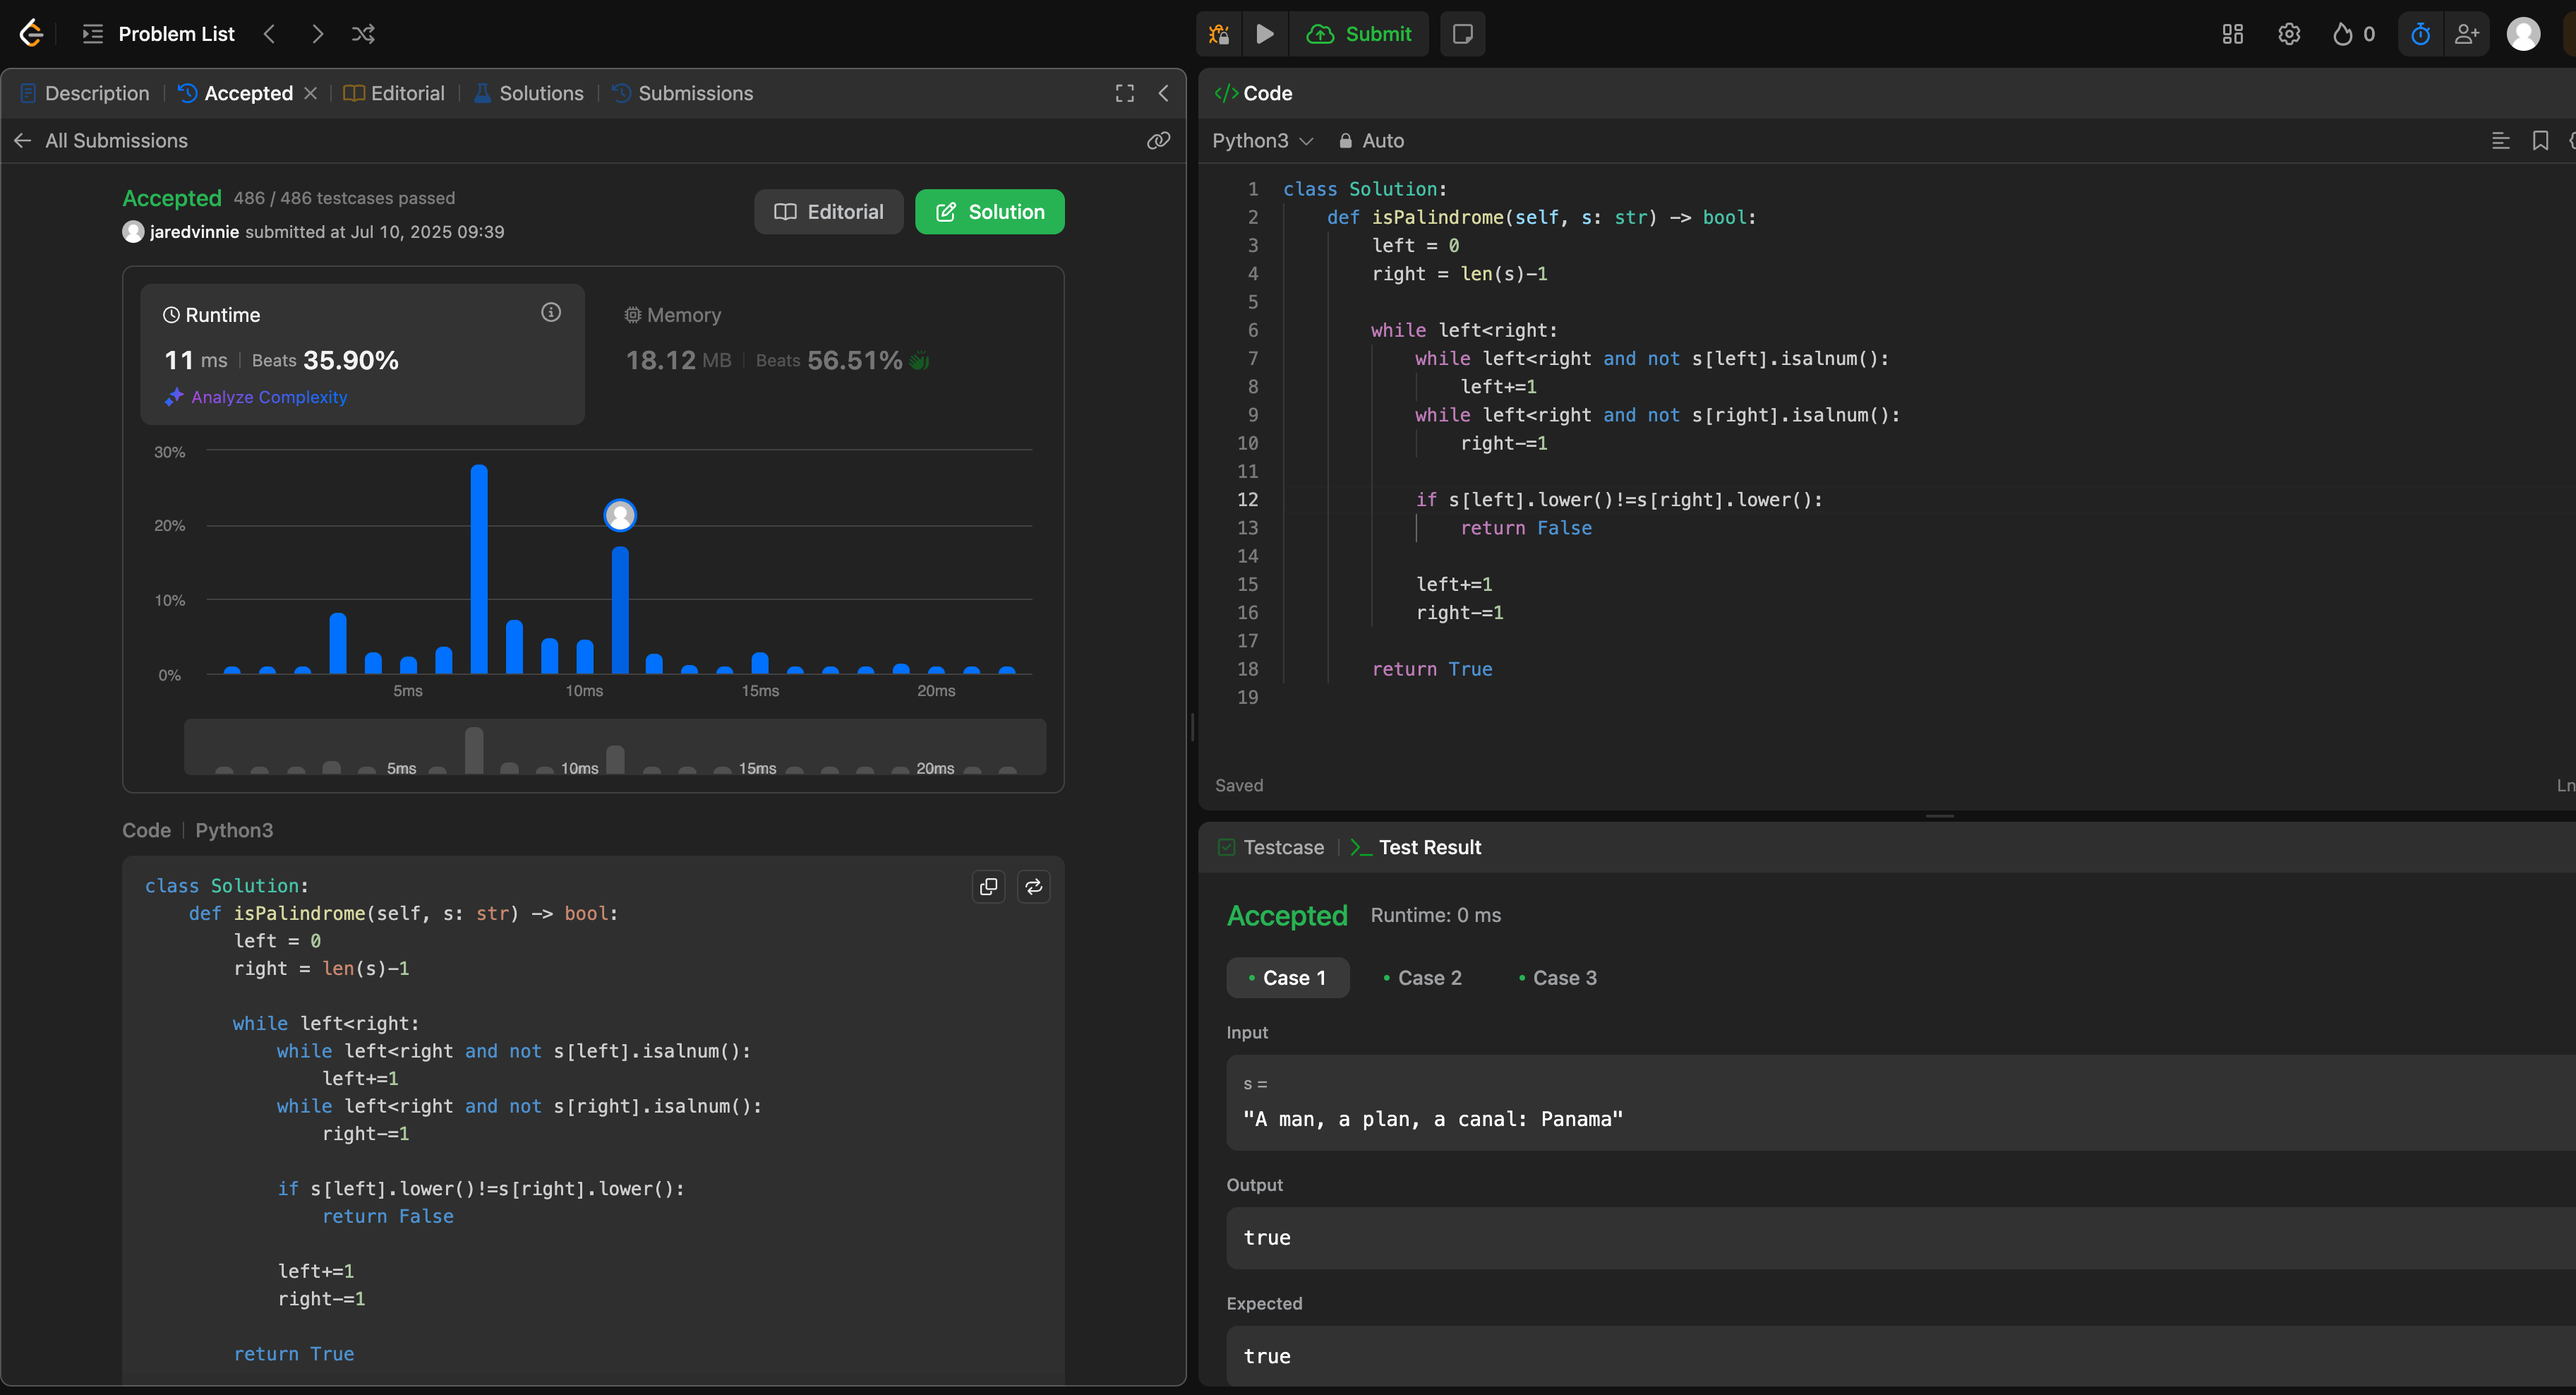 Problem List
Submit
0
Description
Accepted
Editorial
Solutions
Submissions
All Submissions
Accepted 486 / 486 testcases passed
jaredvinnie submitted at Jul 10, 2025 09:39
Editorial
Solution
Runtime
11 ms | Beats 35.90%
Analyze Complexity
Memory
18.12 MB | Beats 56.51%
30%
20%
10%
0%
5ms 10ms 15ms 20ms
5ms 10ms 15ms 20ms
Code | Python3
class Solution:
    def isPalindrome(self, s: str) -> bool:
        left = 0
        right = len(s)-1

        while left<right:
            while left<right and not s[left].isalnum():
                left+=1
            while left<right and not s[right].isalnum():
                right-=1

            if s[left].lower()!=s[right].lower():
                return False

            left+=1
            right-=1

        return True
</> Code
Python3 Auto
1 class Solution:
2     def isPalindrome(self, s: str) -> bool:
3         left = 0
4         right = len(s)-1
5
6         while left<right:
7             while left<right and not s[left].isalnum():
8                 left+=1
9             while left<right and not s[right].isalnum():
10                 right-=1
11
12             if s[left].lower()!=s[right].lower():
13                 return False
14
15             left+=1
16             right-=1
17
18         return True
19
Saved
Ln
Testcase
>_ Test Result
Accepted Runtime: 0 ms
• Case 1 • Case 2 • Case 3
Input
s =
"A man, a plan, a canal: Panama"
Output
true
Expected
true